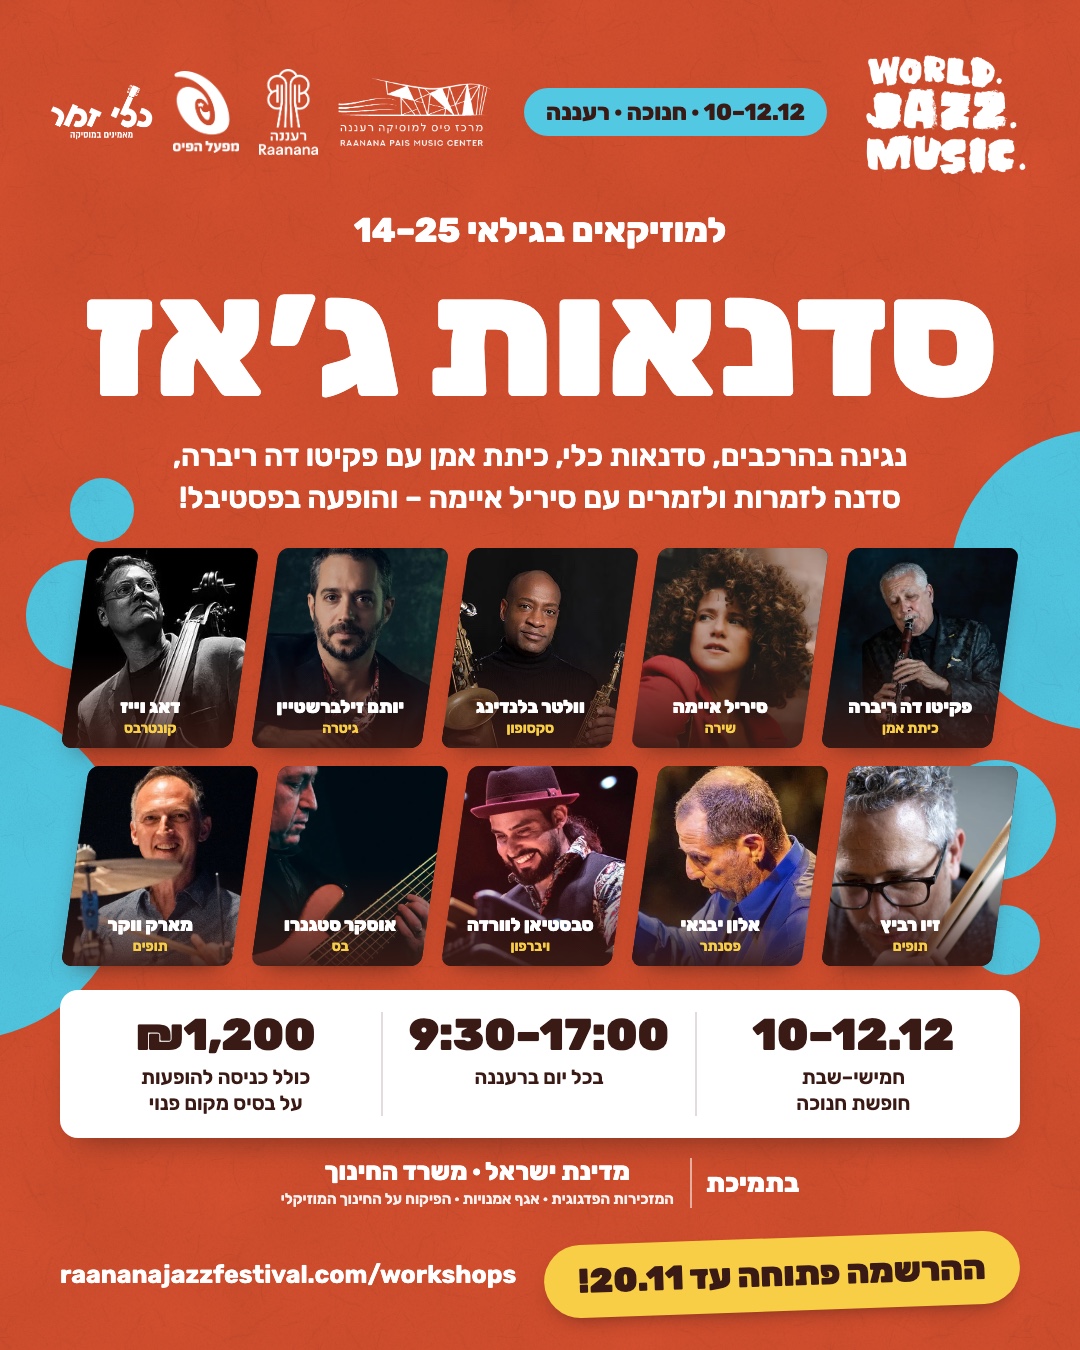 WORLD.
JAZZ.
MUSIC.
10-12.12 • חנוכה • רעננה
מרכז פיס למוסיקה רעננה
RAANANA PAIS MUSIC CENTER
רעננה
Raanana
מפעל הפיס
כלי זמר
מאמינים במוסיקה
למוזיקאים בגילאי 14-25
סדנאות ג'אז
נגינה בהרכבים, סדנאות כלי, כיתת אמן עם פקיטו דה ריברה,
סדנה לזמרות ולזמרים עם סיריל איימה – והופעה בפסטיבל!
פקיטו דה ריברה
כיתת אמן
סיריל איימה
שירה
וולטר בלנדינג
סקסופון
יותם זילברשטיין
גיטרה
דאג וייז
קונטרבס
זיו רביץ
תופים
אלון יבנאי
פסנתר
סבסטיאן לוורדה
ויברפון
אוסקר סטגנרו
בס
מארק ווקר
תופים
10-12.12
חמישי-שבת
חופשת חנוכה
9:30-17:00
בכל יום ברעננה
₪1,200
כולל כניסה להופעות
על בסיס מקום פנוי
בתמיכת
מדינת ישראל • משרד החינוך
המזכירות הפדגוגית • אגף אמנויות • הפיקוח על החינוך המוזיקלי
ההרשמה פתוחה עד 20.11!
raananajazzfestival.com/workshops